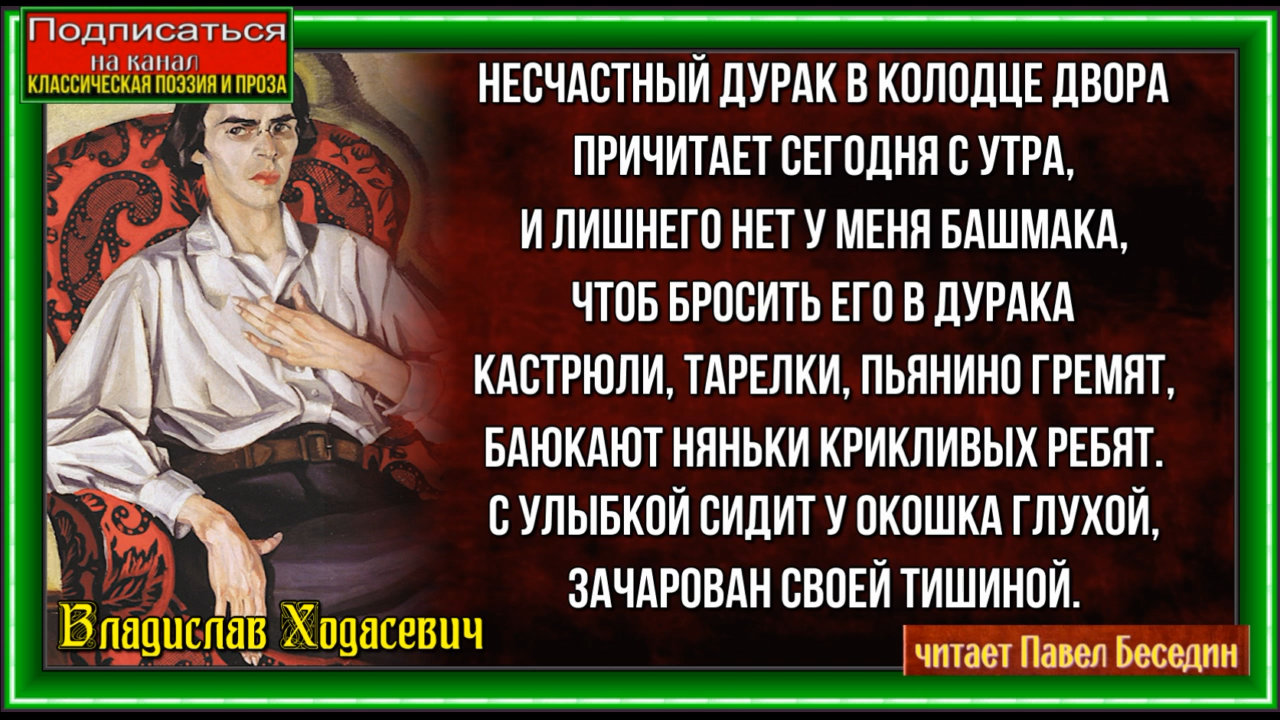 Подписаться
на канал
КЛАССИЧЕСКАЯ ПОЭЗИЯ И ПРОЗА
НЕСЧАСТНЫЙ ДУРАК В КОЛОДЦЕ ДВОРА
ПРИЧИТАЕТ СЕГОДНЯ С УТРА,
И ЛИШНЕГО НЕТ У МЕНЯ БАШМАКА,
ЧТОБ БРОСИТЬ ЕГО В ДУРАКА
КАСТРЮЛИ, ТАРЕЛКИ, ПЬЯНИНО ГРЕМЯТ,
БАЮКАЮТ НЯНЬКИ КРИКЛИВЫХ РЕБЯТ.
С УЛЫБКОЙ СИДИТ У ОКОШКА ГЛУХОЙ,
ЗАЧАРОВАН СВОЕЙ ТИШИНОЙ.
Владислав Ходасевич
читает Павел Беседин